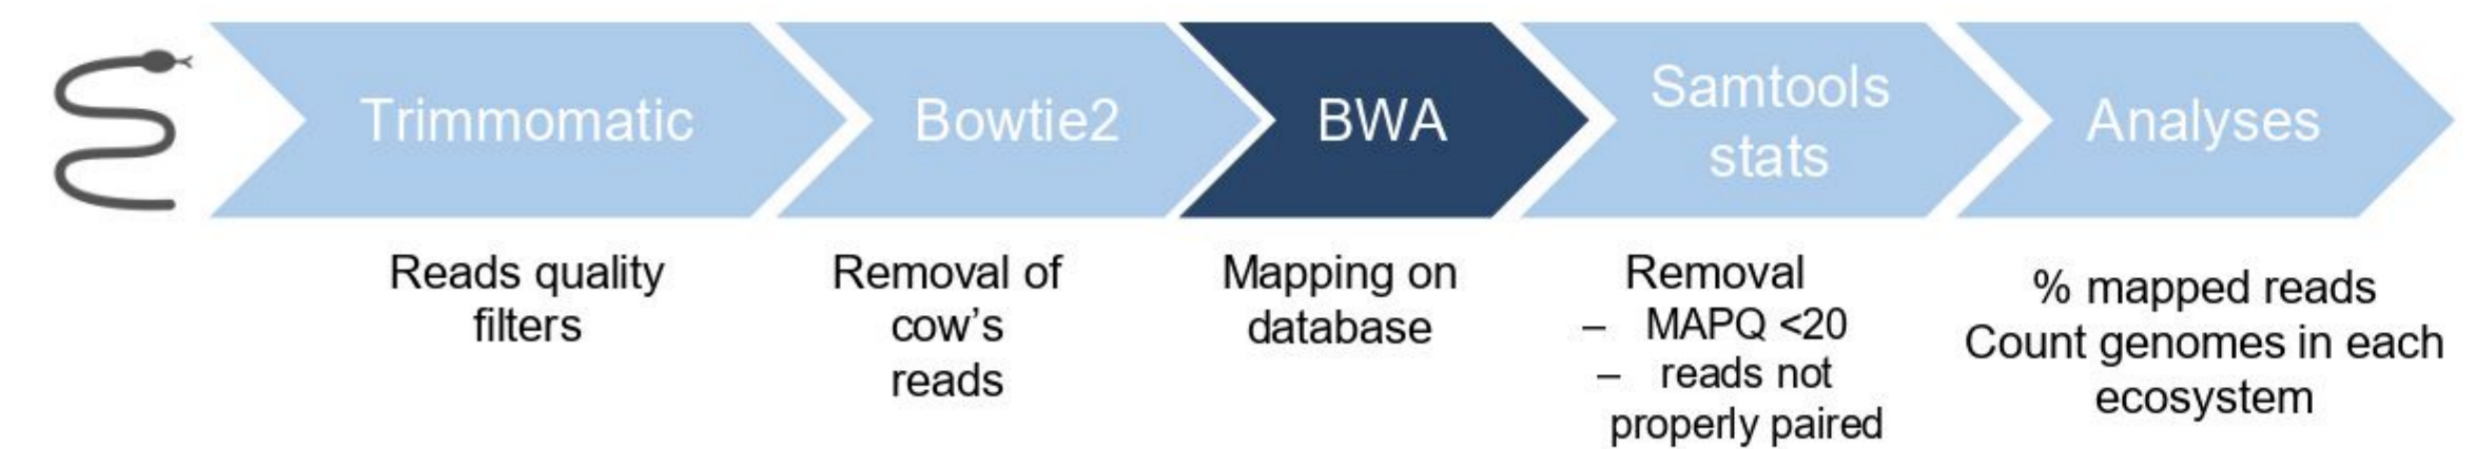 Trimmomatic
Bowtie2
BWA
Samtools
stats
Analyses
Reads quality
filters
Removal of
cow's
reads
Mapping on
database
Removal
– MAPQ <20
– reads not
properly paired
% mapped reads
Count genomes in each
ecosystem